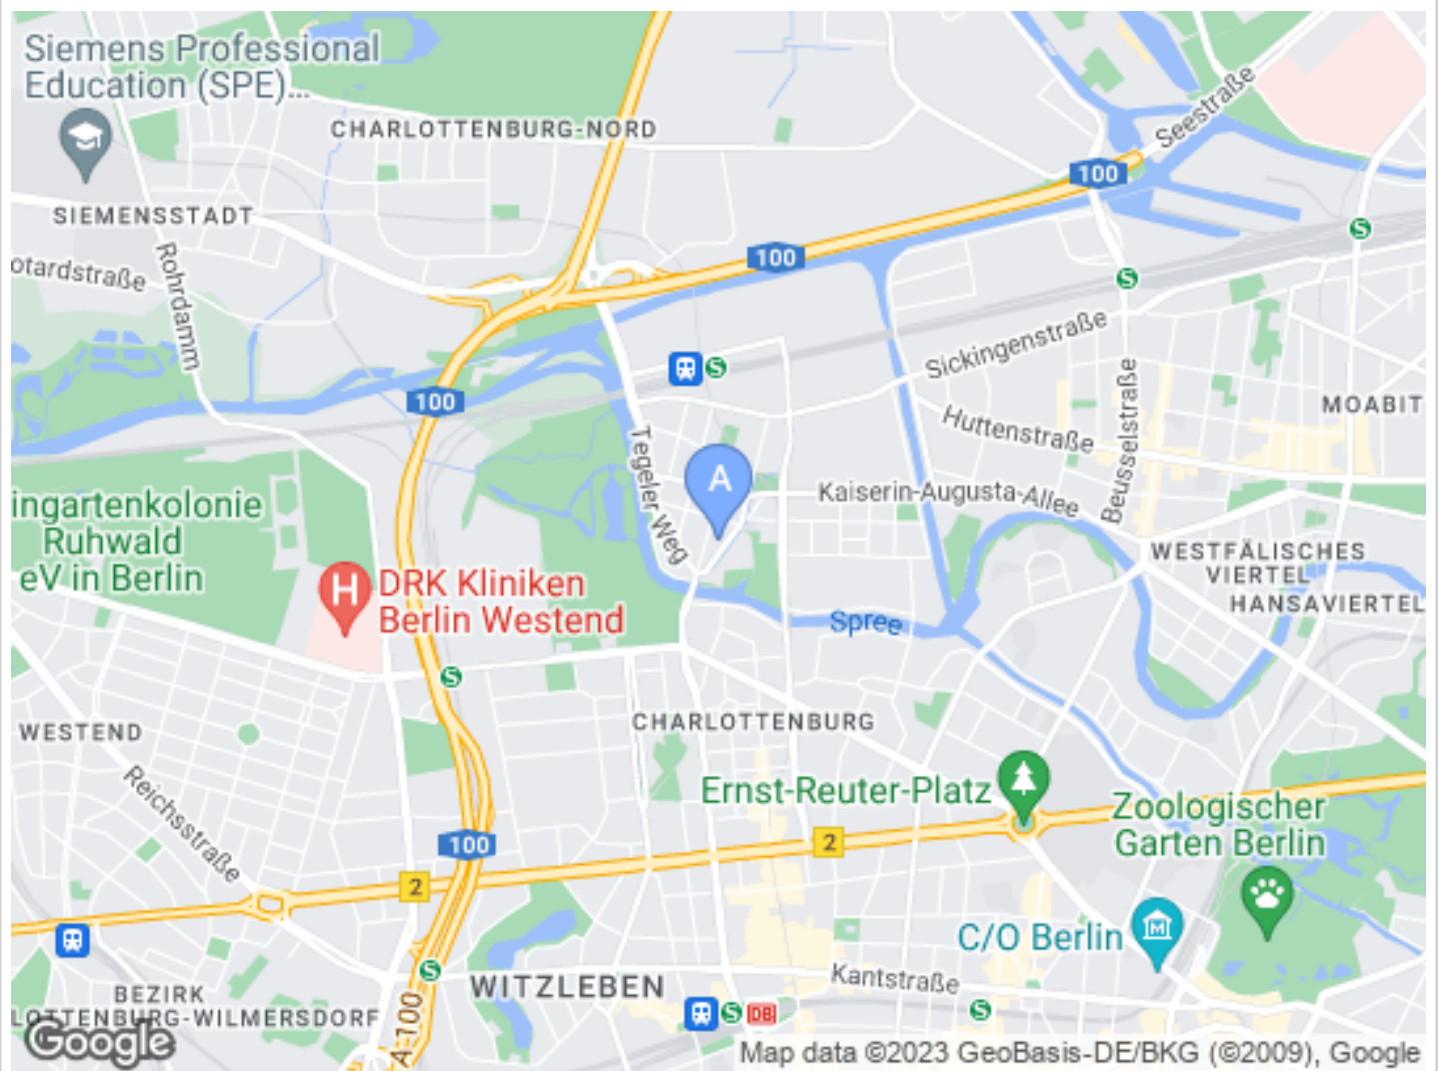 Siemens Professional
Education (SPE)...
CHARLOTTENBURG-NORD
Seestraße
100
SIEMENSSTADT
S
otardstraße
Rohrdamm
100
S
Sickingenstraße
S
100
MOABIT
Huttenstraße
Beusselstraße
Tegeler Weg
A
Kaiserin-Augusta-Allee
ingartenkolonie
Ruhwald
eV in Berlin
WESTFÄLISCHES
VIERTEL
HANSAVIERTEL
H
DRK Kliniken
Berlin Westend
Spree
S
WESTEND
CHARLOTTENBURG
Reichsstraße
Ernst-Reuter-Platz
Zoologischer
Garten Berlin
100
2
2
C/O Berlin
M
S
WITZLEBEN
Kantstraße
BEZIRK
LOTTENBURG-WILMERSDORF
A-100
S
DB
S
Google
Map data ©2023 GeoBasis-DE/BKG (©2009), Google